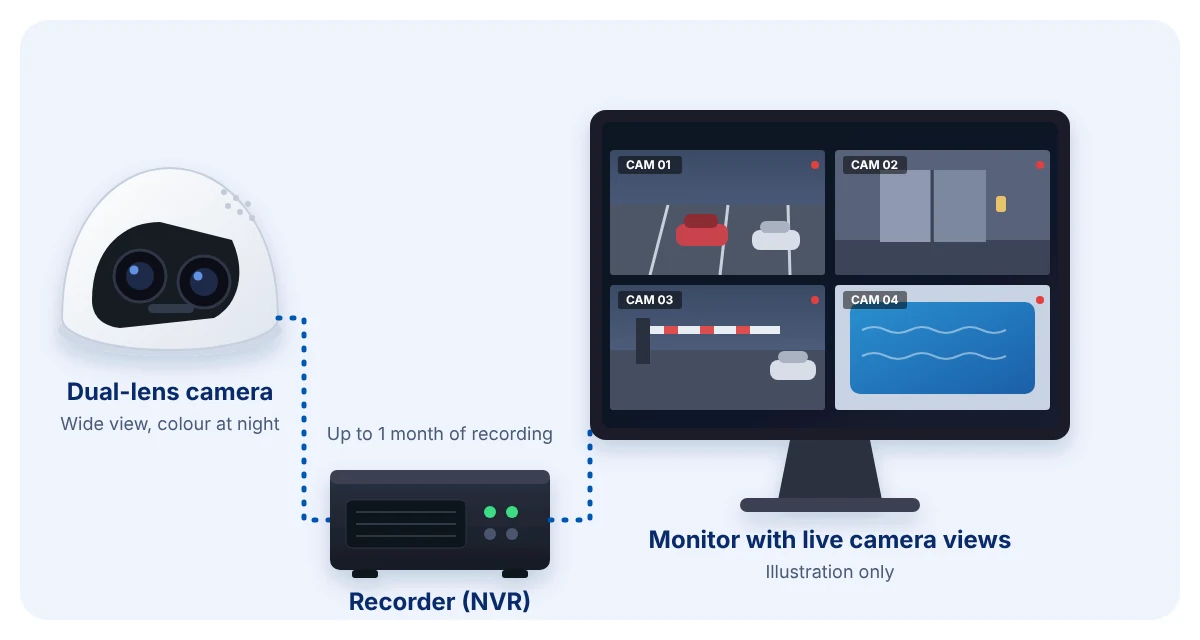 CAM 01
CAM 02
CAM 03
CAM 04
Dual-lens camera
Wide view, colour at night
Up to 1 month of recording
Recorder (NVR)
Monitor with live camera views
Illustration only